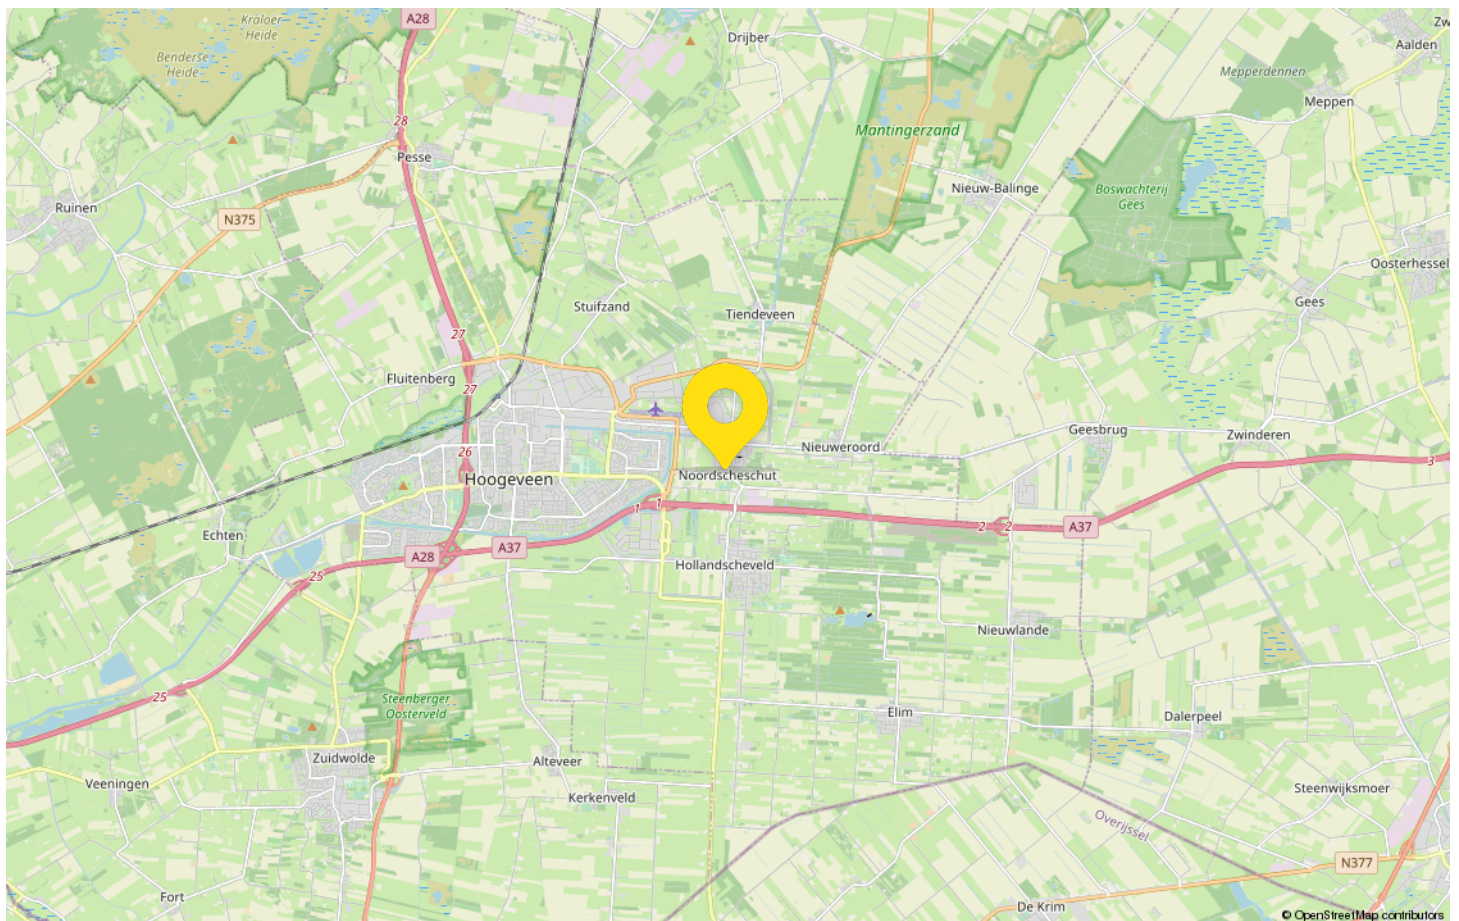 A28
Drijber
Zw
Aalden
Kraloer
Heide
Benderse
Heide
Mepperdennen
Meppen
28
Mantingerzand
Pesse
Nieuw-Balinge
Boswachterij
Gees
Ruinen
N375
Oosterhessel
Stuifzand
Tiendeveen
Gees
27
Fluitenberg
27
Geesbrug
Zwinderen
26
Nieuweroord
3
Hoogeveen
Noordscheschut
1
1
2
2
A37
Echten
A28
A37
Hollandscheveld
25
Nieuwlande
25
Steenberger
Oosterveld
Elim
Dalerpeel
Zuidwolde
Alteveer
Veeningen
Kerkenveld
Steenwijksmoer
Overijssel
N377
Fort
De Krim
© OpenStreetMap contributors